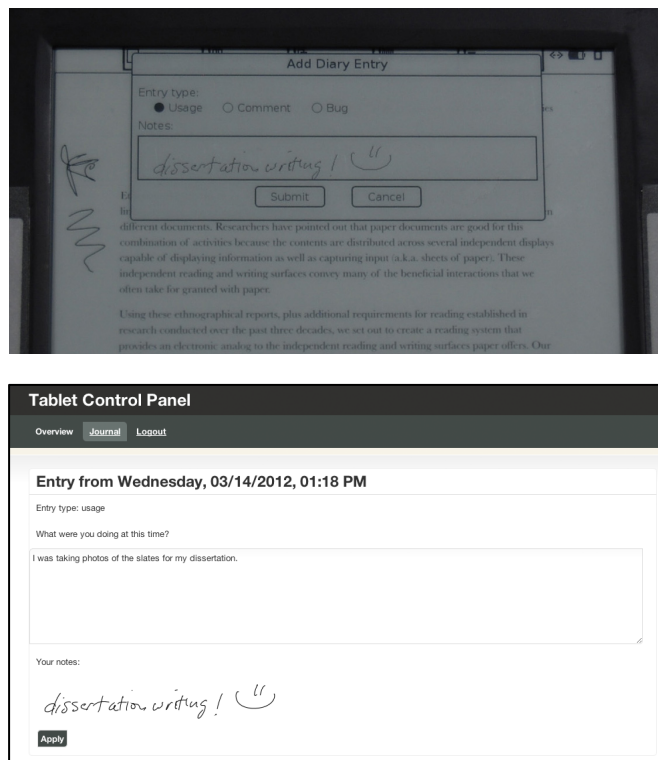 Add Diary Entry
Entry type:
Usage Comment Bug
Notes:
dissertation writing!
Submit Cancel
different documents. Researchers have pointed out that paper documents are good for this
combination of activities because the contents are distributed across several independent displays
capable of displaying information as well as capturing input (a.k.a. sheets of paper). These
independent reading and writing surfaces convey many of the beneficial interactions that we
often take for granted with paper.
Using these ethnographical reports, plus additional requirements for reading established in
research conducted over the past three decades, we set out to create a reading system that
provides an electronic analog to the independent reading and writing surfaces paper offers. Our
Tablet Control Panel
Overview Journal Logout
Entry from Wednesday, 03/14/2012, 01:18 PM
Entry type: usage
What were you doing at this time?
I was taking photos of the slates for my dissertation.
Your notes:
dissertation writing!
Apply